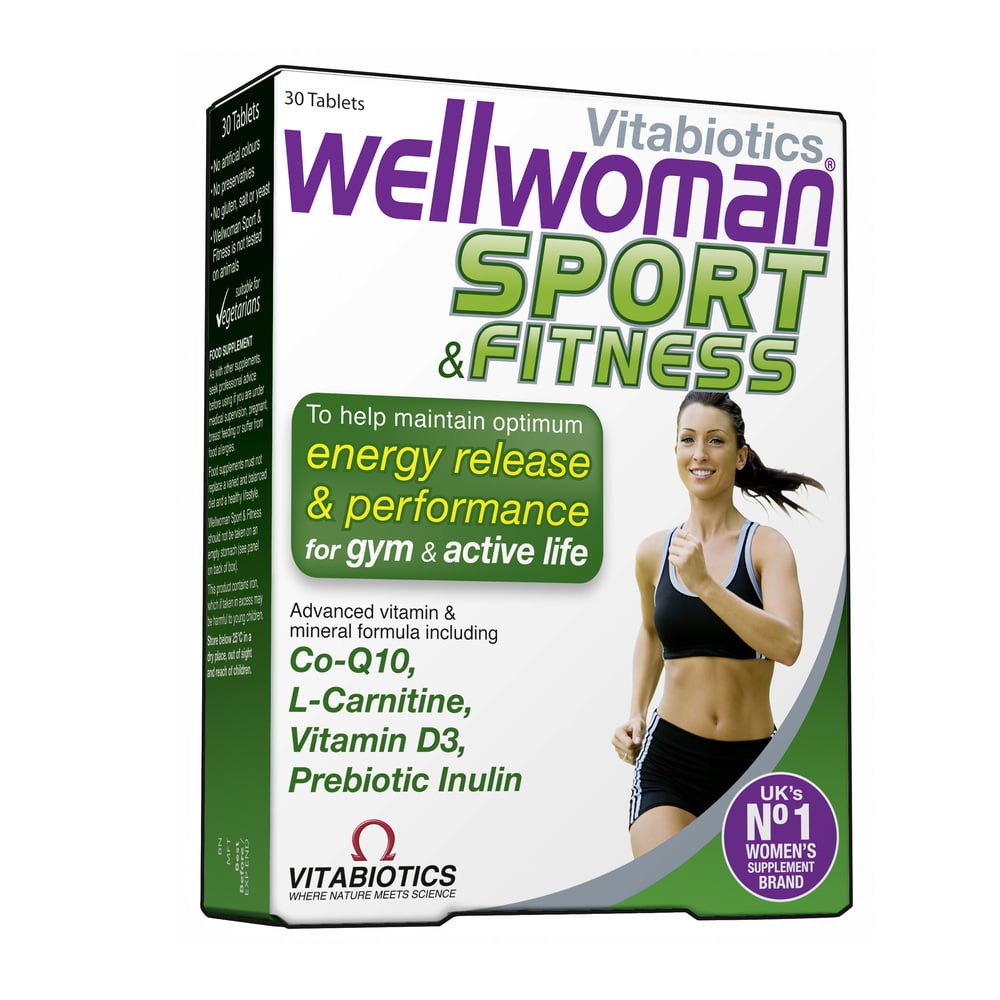 30 Tablets
•No artificial colours
•No preservatives
•No gluten, salt or yeast
•Wellwoman Sport &
Fitness is not tested
on animals
suitable for
Vegetarians
FOOD SUPPLEMENT
As with other supplements,
seek professional advice
before using if you are under
medical supervision, pregnant,
breast feeding or suffer from
food allergies.
Food supplements must not
replace a varied and balanced
diet and a healthy lifestyle.
Wellwoman Sport & Fitness
should not be taken on an
empty stomach (see panel
on back of box).
This product contains iron,
which if taken in excess may
be harmful to young children.
Store below 25°C in a
dry place, out of sight
and reach of children.
BN
MFT
Best
Before/
EXP END
30 Tablets
Vitabiotics
wellwoman®
SPORT
& FITNESS
To help maintain optimum
energy release
& performance
for gym & active life
Advanced vitamin &
mineral formula including
Co-Q10,
L-Carnitine,
Vitamin D3,
Prebiotic Inulin
VITABIOTICS
WHERE NATURE MEETS SCIENCE
UK's
Nº1
WOMEN'S
SUPPLEMENT
BRAND